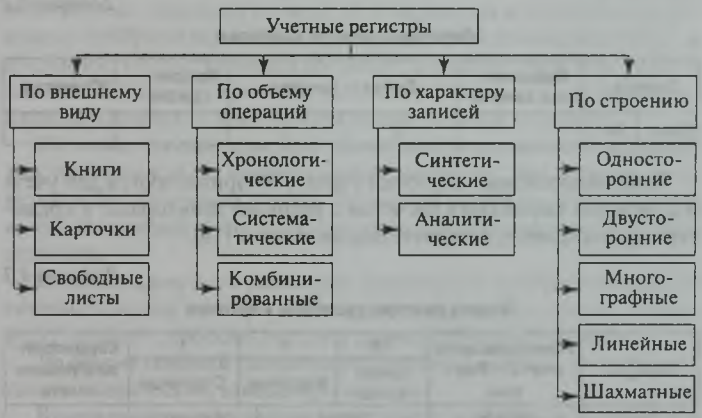 Учетные регистры
По внешнему
виду
Книги
Карточки
Свободные
листы
По объему
операций
Хронологи-
ческие
Система-
тические
Комбини-
рованные
По характеру
записей
Синтети-
ческие
Аналити-
ческие
По строению
Односто-
ронние
Двусто-
ронние
Много-
графные
Линейные
Шахматные